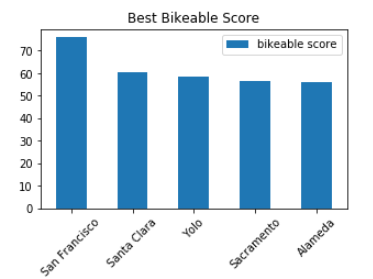 Best Bikeable Score
bikeable score
70
60
50
40
30
20
10
0
San Francisco
Santa Clara
Yolo
Sacramento
Alameda